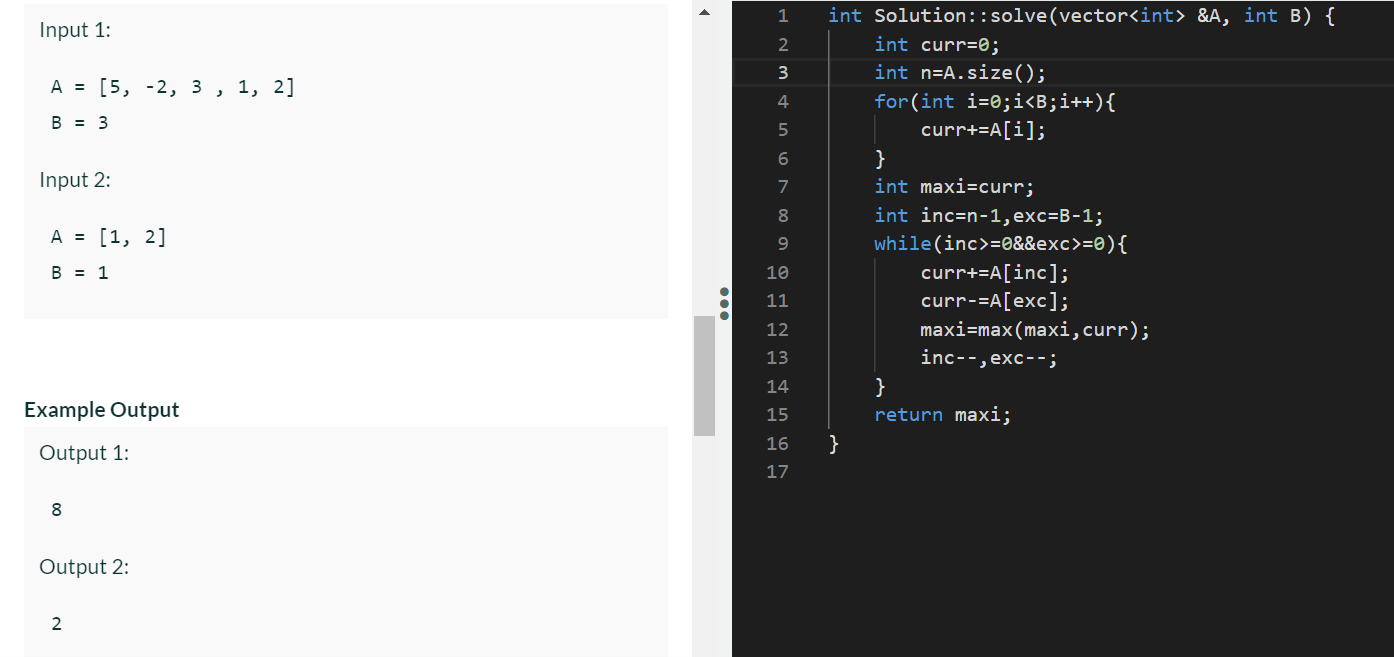 Input 1:
A = [5, -2, 3 , 1, 2]
B = 3
Input 2:
A = [1, 2]
B = 1
Example Output
Output 1:
8
Output 2:
2
1 int Solution::solve(vector<int> &A, int B) {
2     int curr=0;
3     int n=A.size();
4     for(int i=0;i<B;i++){
5         curr+=A[i];
6     }
7     int maxi=curr;
8     int inc=n-1,exc=B-1;
9     while(inc>=0&&exc>=0){
10         curr+=A[inc];
11         curr-=A[exc];
12         maxi=max(maxi,curr);
13         inc--,exc--;
14     }
15     return maxi;
16 }
17